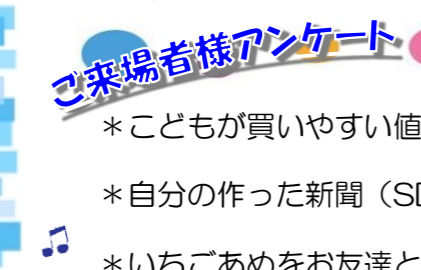 ご来場者様アンケート
＊こどもが買いやすい値
＊自分の作った新聞（SD
＊いちごあめをお友達と